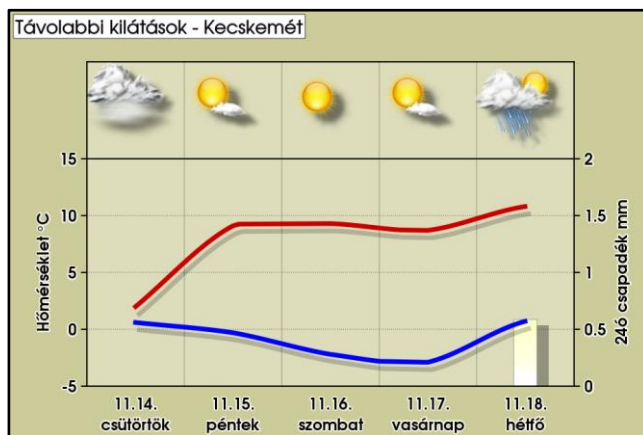 Távolabbi kilátások - Kecskemét
15
10
5
0
-5
Hőmérséklet °C
2
1.5
1
0.5
0
24ó csapadék mm
11.14. 11.15. 11.16. 11.17. 11.18.
csütörtök péntek szombat vasárnap hétfő